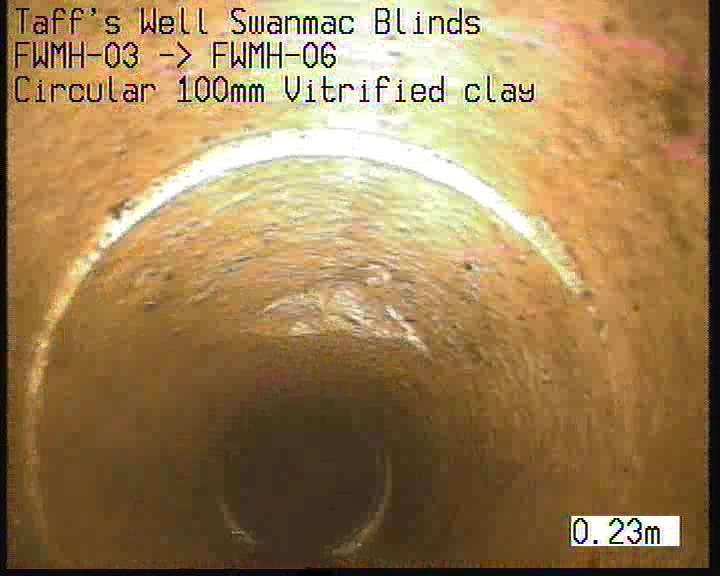 Taff's Well Swanmac Blinds
FWMH-03 -> FWMH-06
Circular 100mm Vitrified clay
0.23m